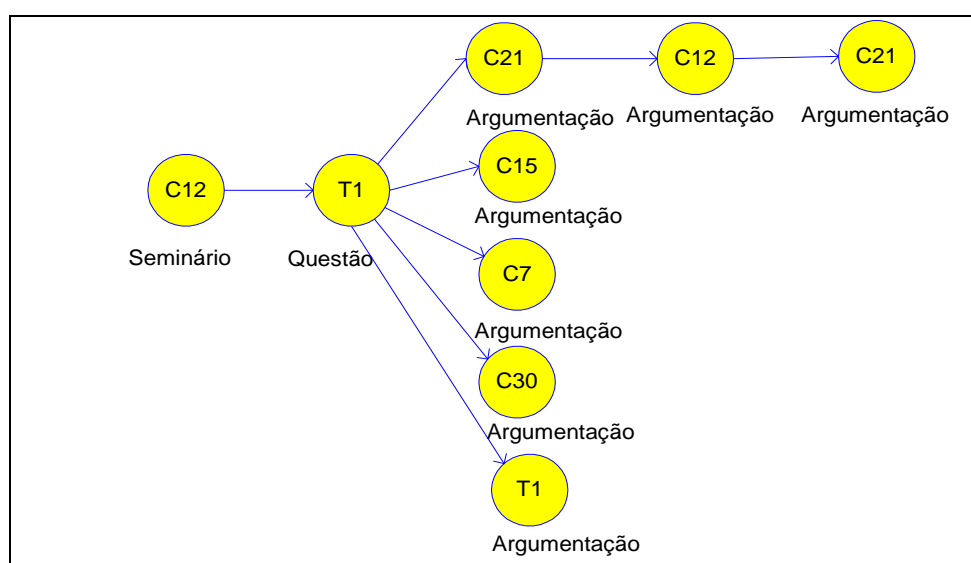 C21
C12
C21
Argumentação
Argumentação
Argumentação
C15
Argumentação
C12
T1
Seminário
Questão
C7
Argumentação
C30
Argumentação
T1
Argumentação